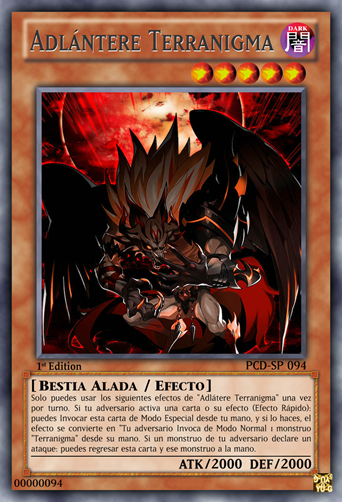 ADLÁNTERE TERRANIGMA
DARK
闇
1st Edition
PCD-SP 094
[ BESTIA ALADA / EFECTO ]
Solo puedes usar los siguientes efectos de "Adlátere Terranigma" una vez
por turno. Si tu adversario activa una carta o su efecto (Efecto Rápido):
puedes Invocar esta carta de Modo Especial desde tu mano, y si lo haces, el
efecto se convierte en "Tu adversario Invoca de Modo Normal 1 monstruo
"Terranigma" desde su mano. Si un monstruo de tu adversario declare un
ataque: puedes regresar esta carta y ese monstruo a la mano.
ATK/2000 DEF/2000
00000094